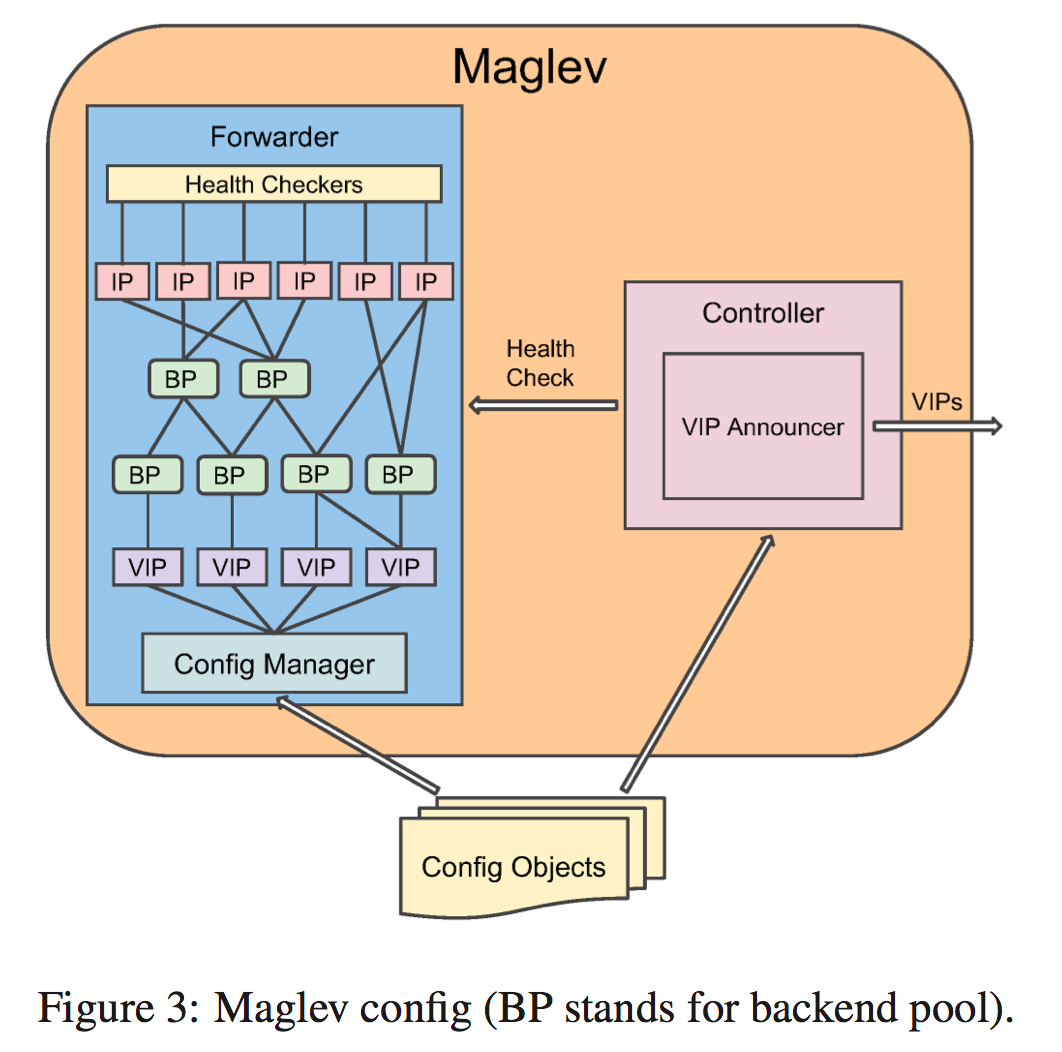 Maglev
Forwarder
Health Checkers
IP IP IP IP IP IP
BP BP
BP BP BP BP
VIP VIP VIP VIP
Config Manager
Health
Check
Controller
VIP Announcer
VIPs
Config Objects
Figure 3: Maglev config (BP stands for backend pool).